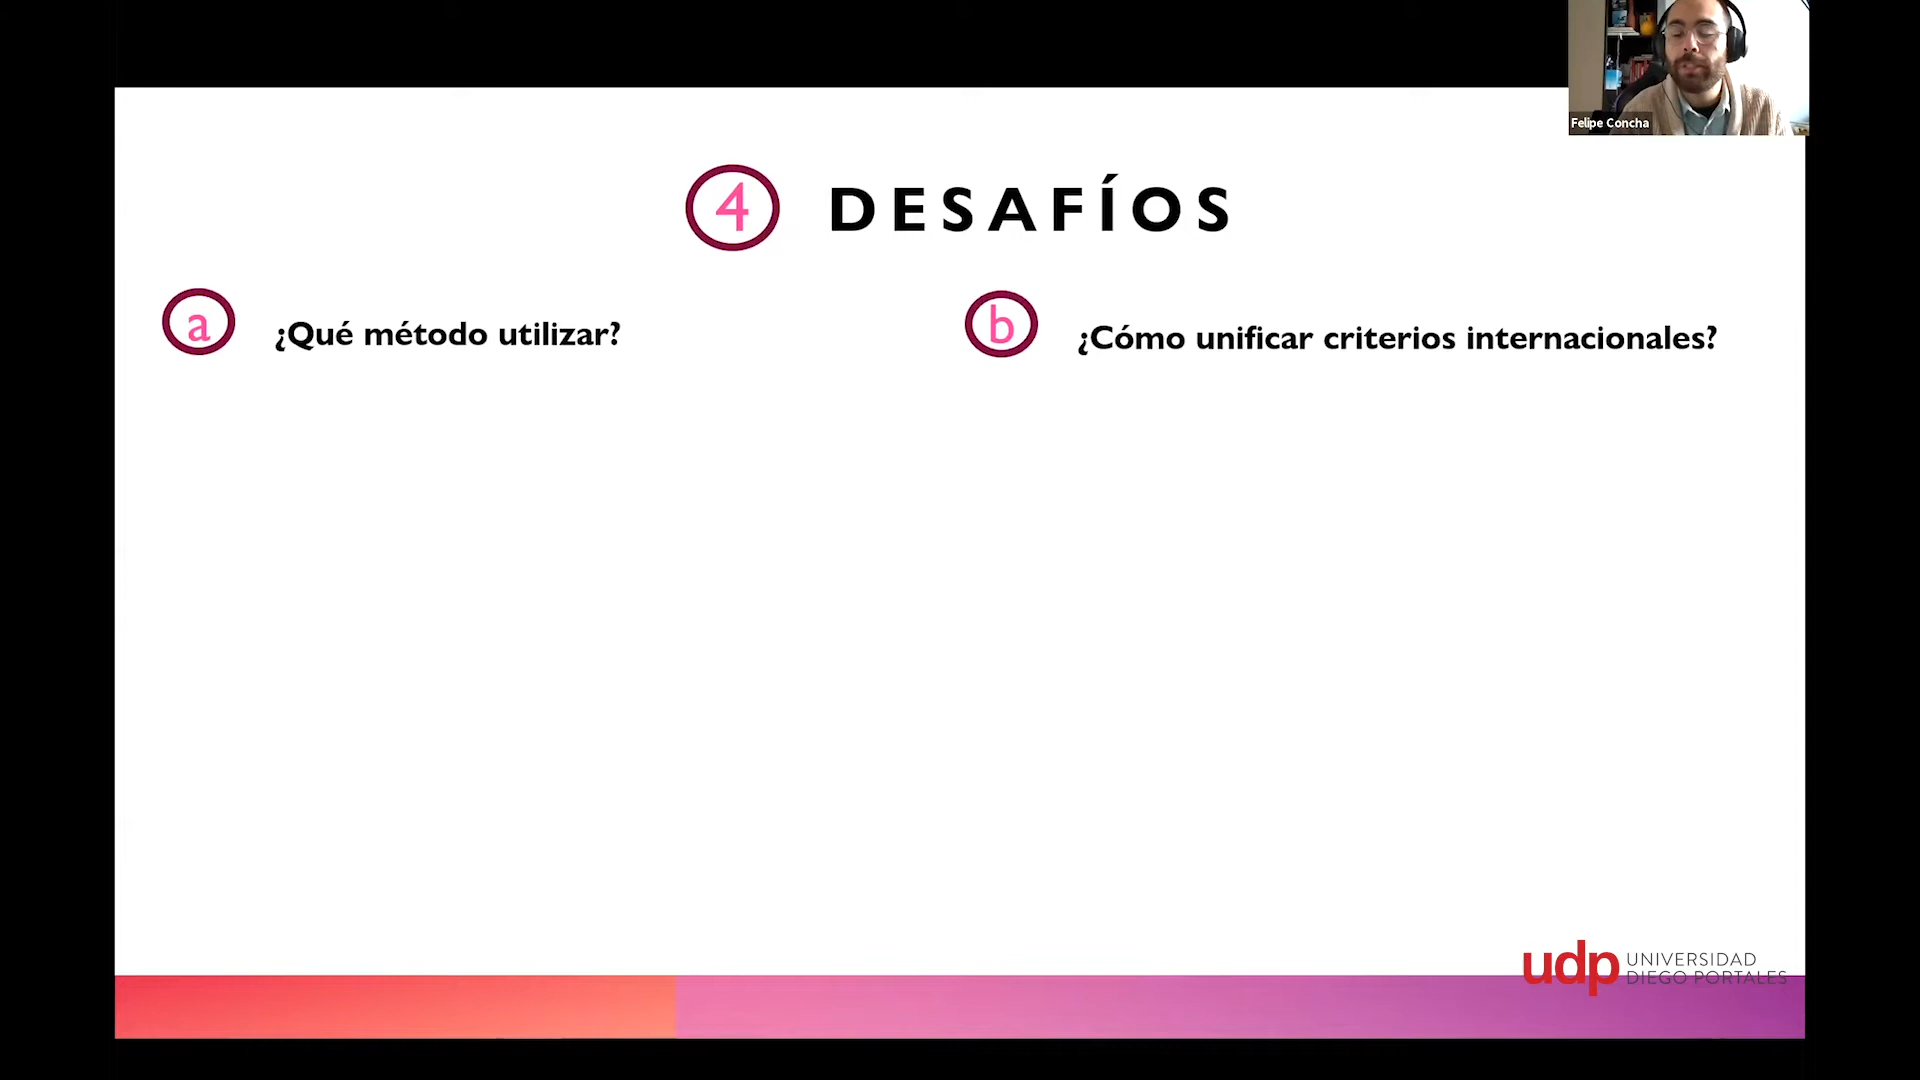 Felipe Concha
4 DESAFÍOS
a ¿Qué método utilizar?
b ¿Cómo unificar criterios internacionales?
udp UNIVERSIDAD
DIEGO PORTALES